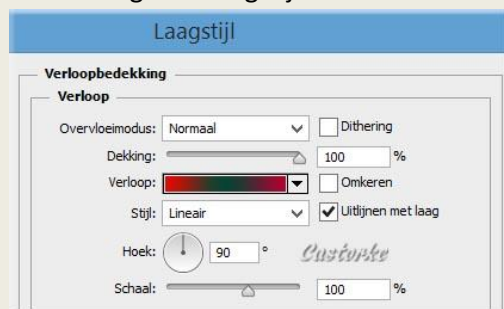 Laagstijl
Verloopbedekking
Verloop
Overvloeimodus: Normaal Dithering
Dekking: 100 %
Verloop: Omkeren
Stijl: Lineair Uitlijnen met laag
Hoek: 90 ° Castorke
Schaal: 100 %